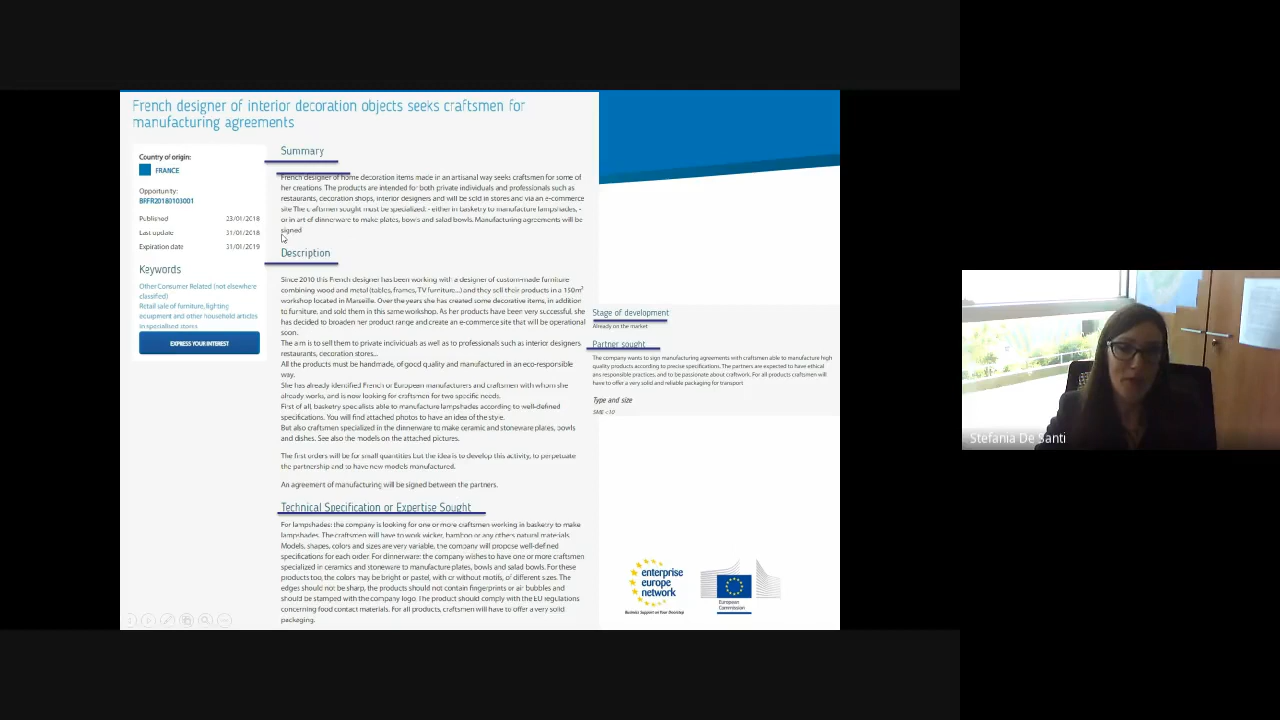 French designer of interior decoration objects seeks craftsmen for
manufacturing agreements
Country of origin:
FRANCE
Opportunity:
BFFR20180103001
Published 23/01/2018
Last update 31/01/2018
Expiration date 31/01/2019
Keywords
Other Consumer Related (not elsewhere
classified)
Retail sale of furniture, lighting
equipment and other household articles
in specialised stores
EXPRESS YOUR INTEREST
Summary
French designer of home decoration items made in an artisanal way seeks craftsmen for some of
her creations. The products are intended for both private individuals and professionals such as
restaurants, decoration shops, interior designers and will be sold in stores and via an e-commerce
site The craftsmen sought must be specialized: - either in basketry to manufacture lampshades, -
or in art of dinnerware to make plates, bowls and salad bowls. Manufacturing agreements will be
signed
Description
Since 2010 this French designer has been working with a designer of custom-made furniture
combining wood and metal (tables, frames, TV furniture...) and they sell their products in a 150m²
workshop located in Marseille. Over the years she has created some decorative items, in addition
to furniture, and sold them in this same workshop. As her products have been very successful, she
has decided to broaden her product range and create an e-commerce site that will be operational
soon.
The aim is to sell them to private individuals as well as to professionals such as interior designers
restaurants, decoration stores...
All the products must be handmade, of good quality and manufactured in an eco-responsible
way.
She has already identified French or European manufacturers and craftsmen with whom she
already works, and is now looking for craftsmen for two specific needs.
First of all, basketry specialists able to manufacture lampshades according to well-defined
specifications. You will find attached photos to have an idea of the style.
But also craftsmen specialized in the dinnerware to make ceramic and stoneware plates, bowls
and dishes. See also the models on the attached pictures.
The first orders will be for small quantities but the idea is to develop this activity, to perpetuate
the partnership and to have new models manufactured.
An agreement of manufacturing will be signed between the partners.
Technical Specification or Expertise Sought
For lampshades: the company is looking for one or more craftsmen working in basketry to make
lampshades. The craftsmen will have to work wicker, bamboo or any others natural materials.
Models, shapes, colors and sizes are very variable, the company will propose well-defined
specifications for each order. For dinnerware: the company wishes to have one or more craftsmen
specialized in ceramics and stoneware to manufacture plates, bowls and salad bowls. For these
products too, the colors may be bright or pastel, with or without motifs, of different sizes. The
edges should not be sharp, the products should not contain fingerprints or air bubbles and
should be stamped with the company logo. The product should comply with the EU regulations
concerning food contact materials. For all products, craftsmen will have to offer a very solid
packaging.
Stage of development
Already on the market
Partner sought
The company wants to sign manufacturing agreements with craftsmen able to manufacture high
quality products according to precise specifications. The partners are expected to have ethical
ans responsible practices, and to be passionate about craftwork. For all products craftsmen will
have to offer a very solid and reliable packaging for transport
Type and size
SME <10
enterprise
europe
network
Business Support on Your Doorstep
European
Commission
Stefania De Santi